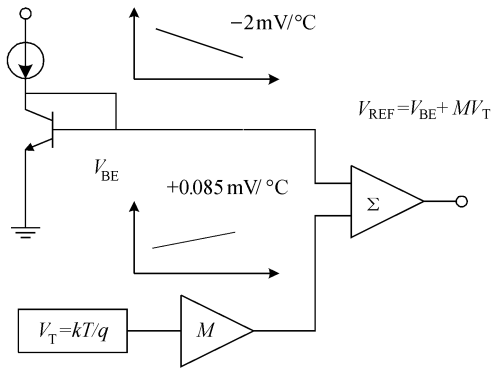 −2 mV/°C
V_REF=V_BE+ MV_T
V_BE
+0.085 mV/ °C
Σ
V_T=kT/q
M